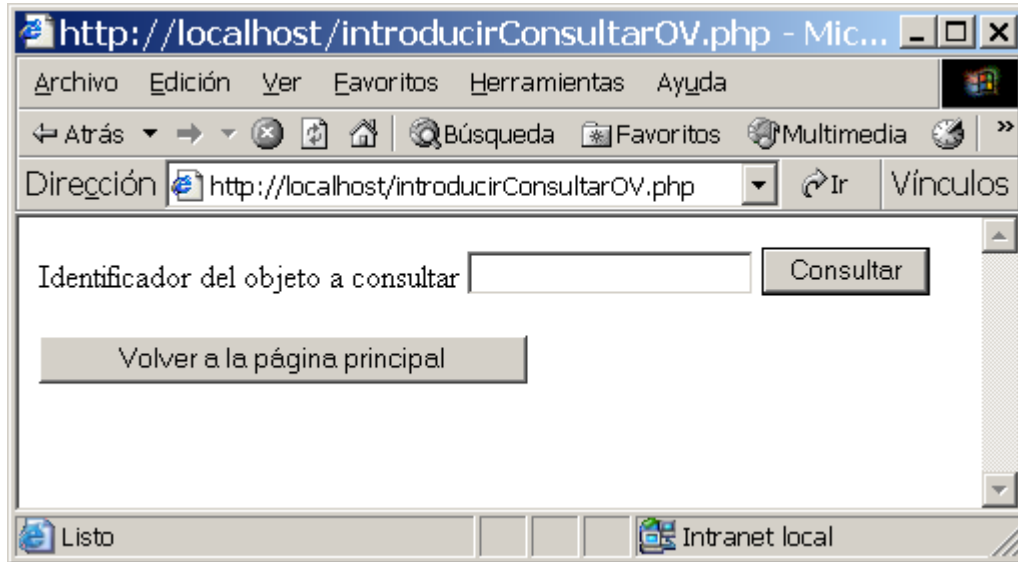 http://localhost/introducirConsultarOV.php - Mic...
Archivo Edición Ver Favoritos Herramientas Ayuda
Atrás Búsqueda Favoritos Multimedia »
Dirección http://localhost/introducirConsultarOV.php Ir Vínculos
Identificador del objeto a consultar Consultar
Volver a la página principal
Listo Intranet local